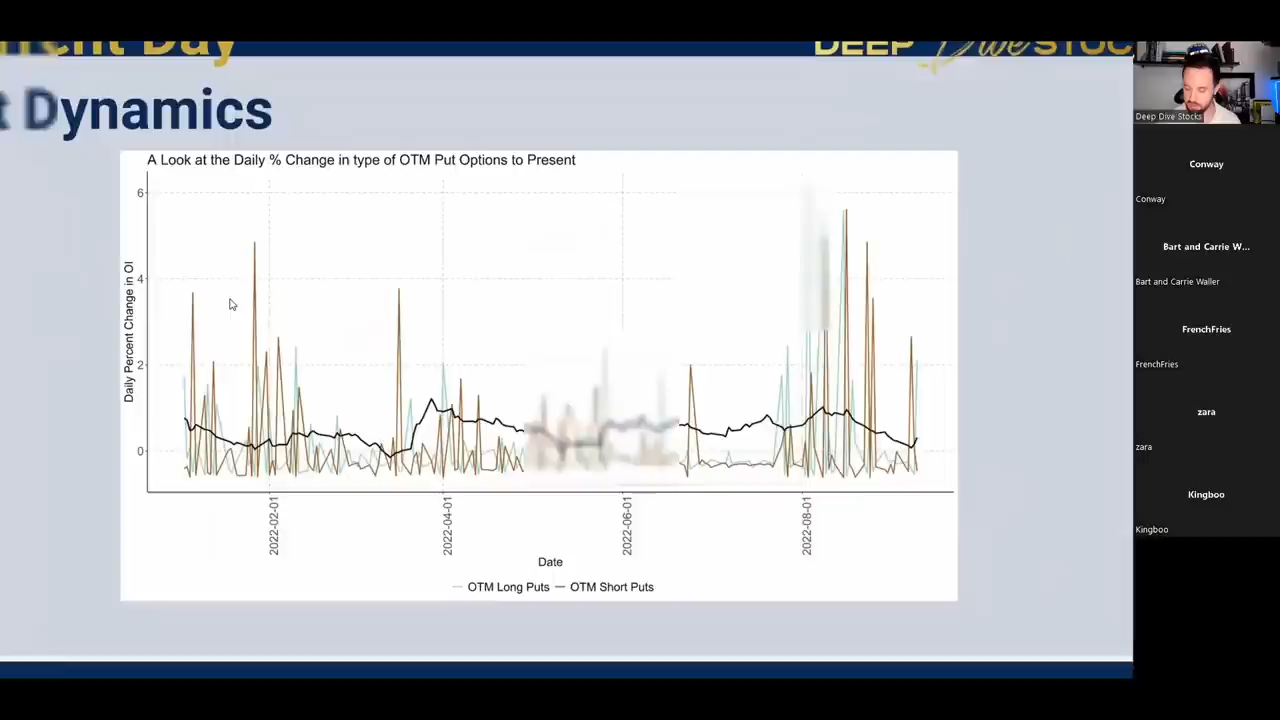 DEEP Dive STOC
Dynamics
A Look at the Daily % Change in type of OTM Put Options to Present
Daily Percent Change in OI
6
4
2
0
2022-02-01
2022-04-01
2022-06-01
2022-08-01
Date
OTM Long Puts
OTM Short Puts
Deep Dive Stocks
Conway
Conway
Bart and Carrie W...
Bart and Carrie Waller
FrenchFries
FrenchFries
zara
zara
Kingboo
Kingboo